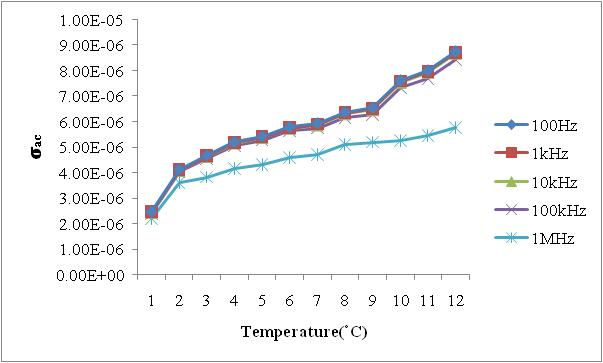 1.00E-05
9.00E-06
8.00E-06
7.00E-06
6.00E-06
5.00E-06
4.00E-06
3.00E-06
2.00E-06
1.00E-06
0.00E+00
σac
1 2 3 4 5 6 7 8 9 10 11 12
Temperature(˚C)
100Hz
1kHz
10kHz
100kHz
1MHz